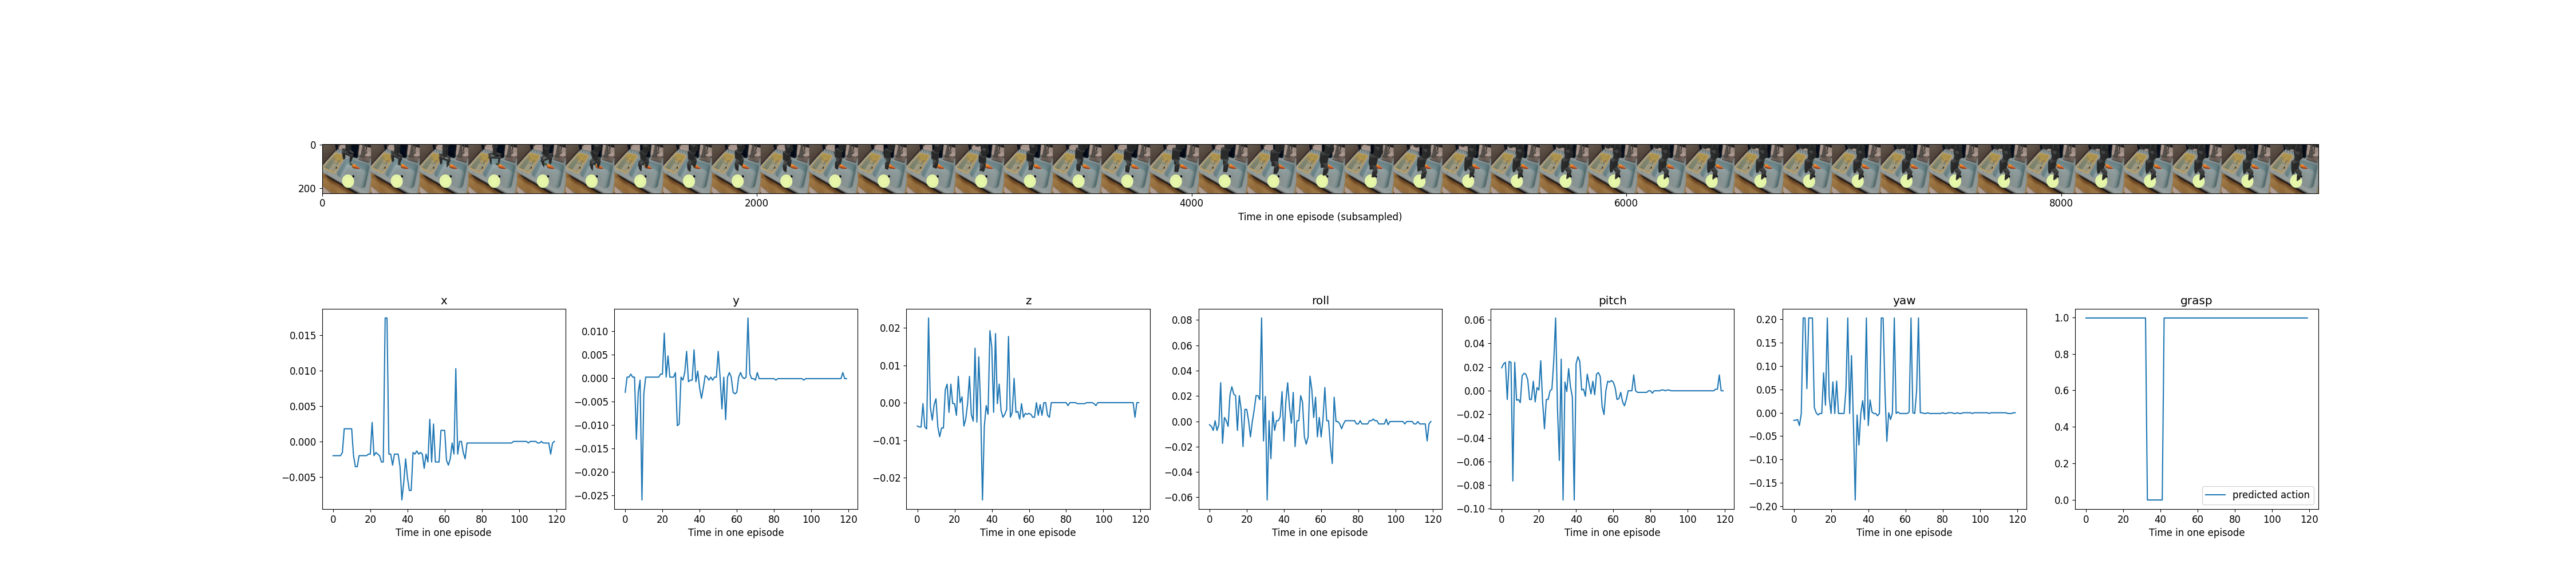 0
200
0 2000 4000 6000 8000
Time in one episode (subsampled)
x
0.015
0.010
0.005
0.000
−0.005
0 20 40 60 80 100 120
Time in one episode
y
0.010
0.005
0.000
−0.005
−0.010
−0.015
−0.020
−0.025
0 20 40 60 80 100 120
Time in one episode
z
0.02
0.01
0.00
−0.01
−0.02
0 20 40 60 80 100 120
Time in one episode
roll
0.08
0.06
0.04
0.02
0.00
−0.02
−0.04
−0.06
0 20 40 60 80 100 120
Time in one episode
pitch
0.06
0.04
0.02
0.00
−0.02
−0.04
−0.06
−0.08
−0.10
0 20 40 60 80 100 120
Time in one episode
yaw
0.20
0.15
0.10
0.05
0.00
−0.05
−0.10
−0.15
−0.20
0 20 40 60 80 100 120
Time in one episode
grasp
1.0
0.8
0.6
0.4
0.2
0.0
predicted action
0 20 40 60 80 100 120
Time in one episode